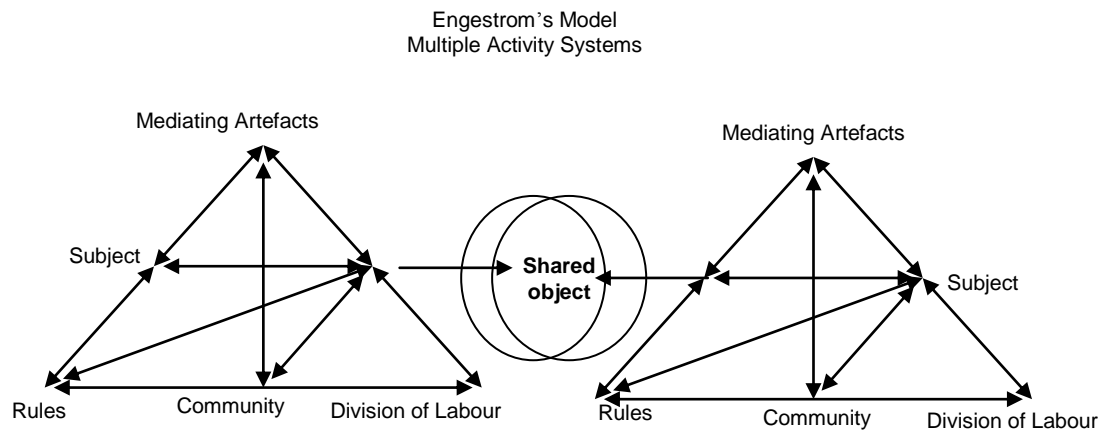 Engestrom's Model
Multiple Activity Systems
Mediating Artefacts
Mediating Artefacts
Subject
Shared
object
Subject
Rules
Community
Division of Labour
Rules
Community
Division of Labour